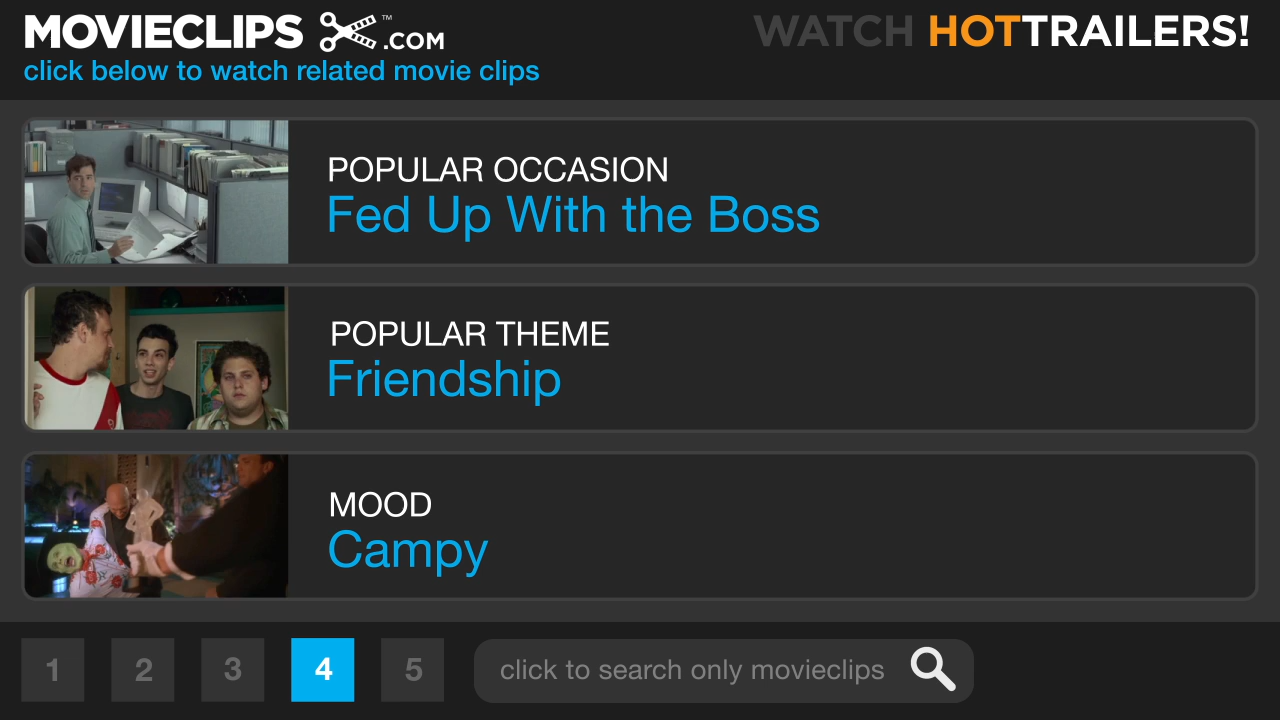 MOVIECLIPS ™ .COM
WATCH HOTTRAILERS!
click below to watch related movie clips
POPULAR OCCASION
Fed Up With the Boss
POPULAR THEME
Friendship
MOOD
Campy
1 2 3 4 5 click to search only movieclips